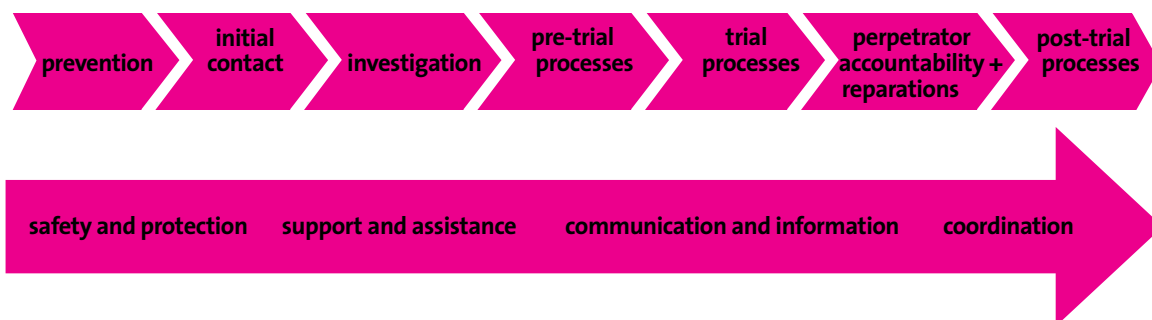 prevention
initial
contact
investigation
pre-trial
processes
trial
processes
perpetrator
accountability +
reparations
post-trial
processes
safety and protection
support and assistance
communication and information
coordination